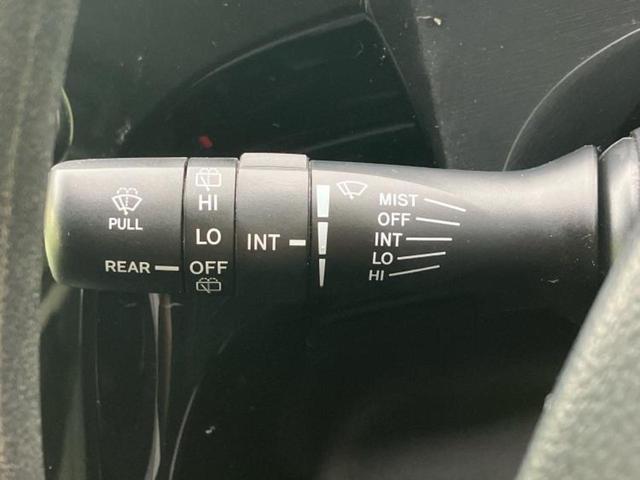 PULL
REAR
HI
LO
OFF
INT
MIST
OFF
INT
LO
HI